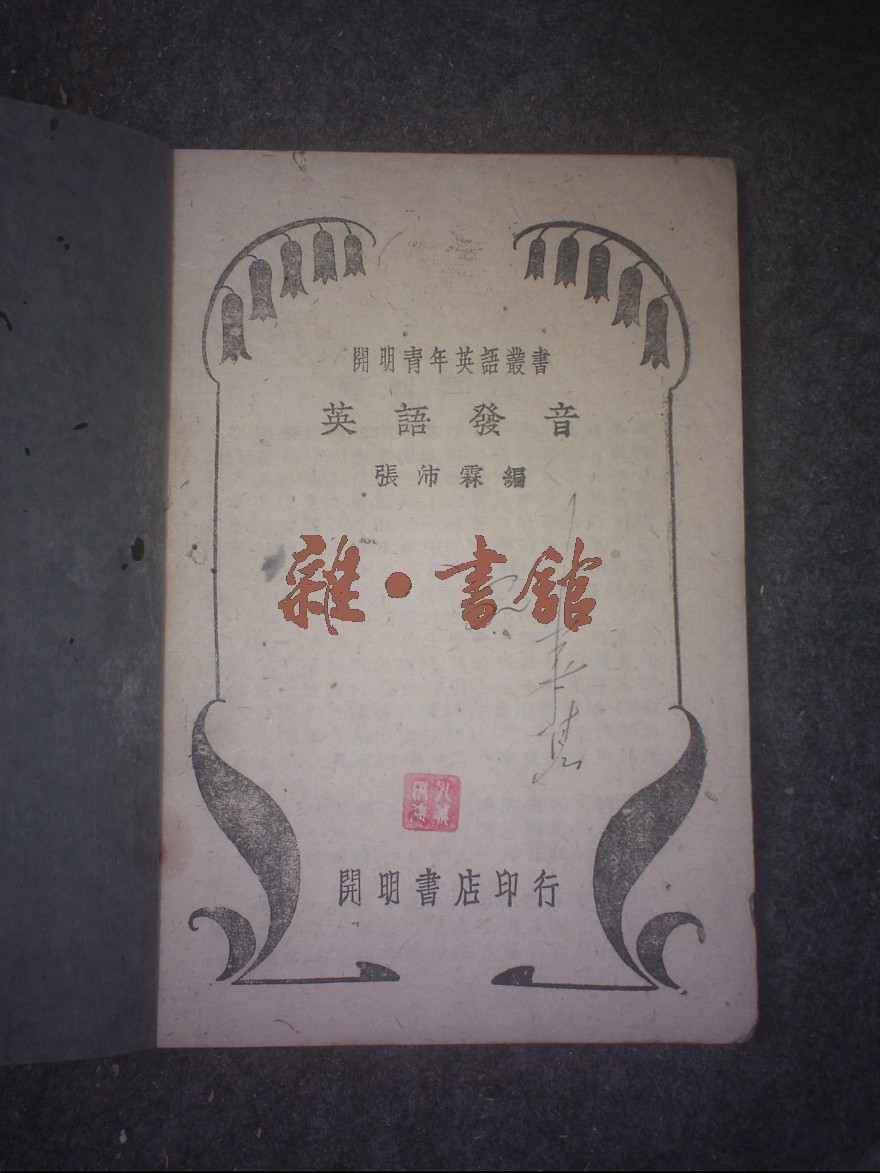 開明青年英語叢書
英語發音
張沛霖編
雜·書館
開明書店印行